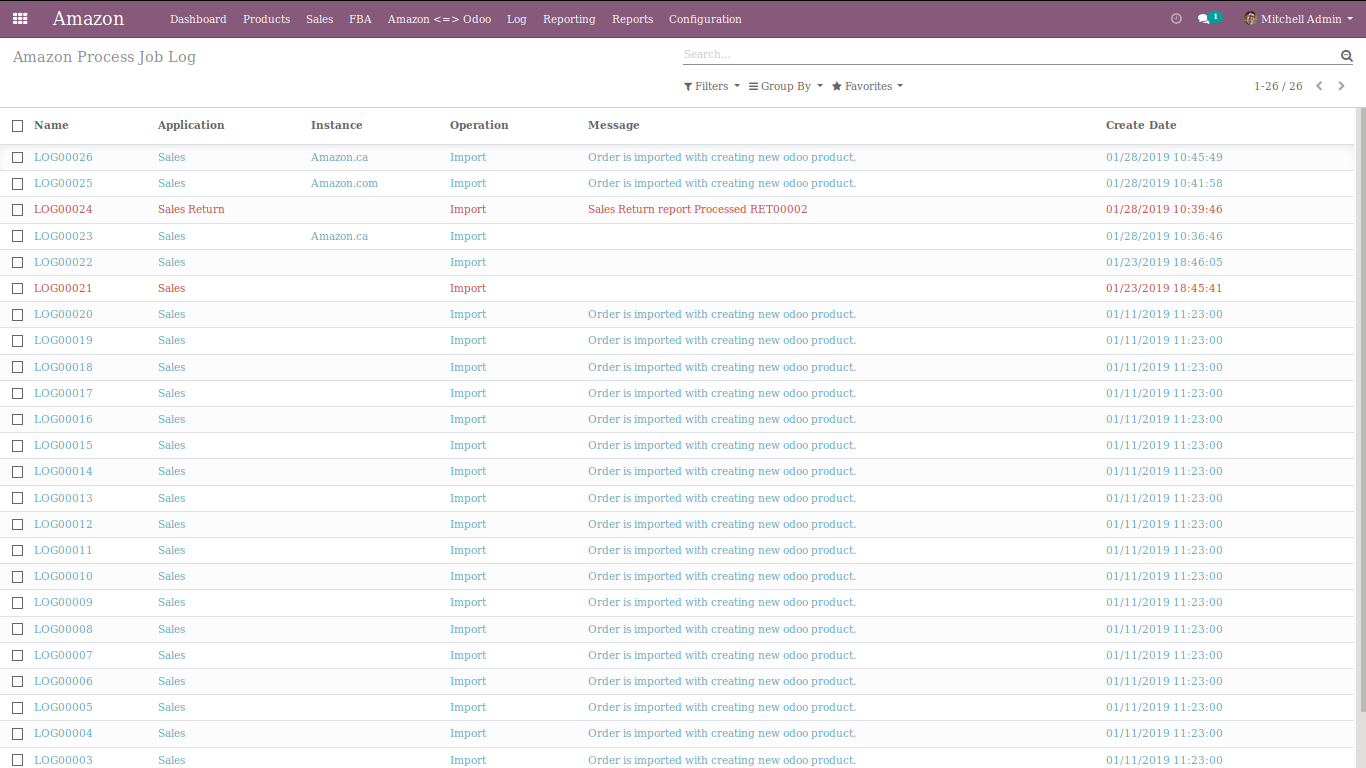 Amazon Dashboard Products Sales FBA Amazon <=> Odoo Log Reporting Reports Configuration 1 Mitchell Admin
Amazon Process Job Log Search...
Filters Group By Favorites 1-26 / 26
Name Application Instance Operation Message Create Date
LOG00026 Sales Amazon.ca Import Order is imported with creating new odoo product. 01/28/2019 10:45:49
LOG00025 Sales Amazon.com Import Order is imported with creating new odoo product. 01/28/2019 10:41:58
LOG00024 Sales Return Import Sales Return report Processed RET00002 01/28/2019 10:39:46
LOG00023 Sales Amazon.ca Import 01/28/2019 10:36:46
LOG00022 Sales Import 01/23/2019 18:46:05
LOG00021 Sales Import 01/23/2019 18:45:41
LOG00020 Sales Import Order is imported with creating new odoo product. 01/11/2019 11:23:00
LOG00019 Sales Import Order is imported with creating new odoo product. 01/11/2019 11:23:00
LOG00018 Sales Import Order is imported with creating new odoo product. 01/11/2019 11:23:00
LOG00017 Sales Import Order is imported with creating new odoo product. 01/11/2019 11:23:00
LOG00016 Sales Import Order is imported with creating new odoo product. 01/11/2019 11:23:00
LOG00015 Sales Import Order is imported with creating new odoo product. 01/11/2019 11:23:00
LOG00014 Sales Import Order is imported with creating new odoo product. 01/11/2019 11:23:00
LOG00013 Sales Import Order is imported with creating new odoo product. 01/11/2019 11:23:00
LOG00012 Sales Import Order is imported with creating new odoo product. 01/11/2019 11:23:00
LOG00011 Sales Import Order is imported with creating new odoo product. 01/11/2019 11:23:00
LOG00010 Sales Import Order is imported with creating new odoo product. 01/11/2019 11:23:00
LOG00009 Sales Import Order is imported with creating new odoo product. 01/11/2019 11:23:00
LOG00008 Sales Import Order is imported with creating new odoo product. 01/11/2019 11:23:00
LOG00007 Sales Import Order is imported with creating new odoo product. 01/11/2019 11:23:00
LOG00006 Sales Import Order is imported with creating new odoo product. 01/11/2019 11:23:00
LOG00005 Sales Import Order is imported with creating new odoo product. 01/11/2019 11:23:00
LOG00004 Sales Import Order is imported with creating new odoo product. 01/11/2019 11:23:00
LOG00003 Sales Import Order is imported with creating new odoo product. 01/11/2019 11:23:00